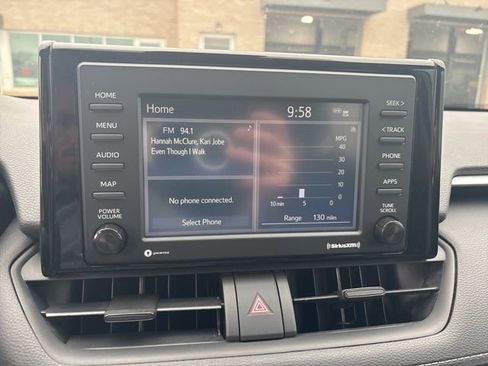 HOME
MENU
AUDIO
MAP
POWER
VOLUME
Home
9:58
FM 94.1
Hannah McClure, Kari Jobe
Even Though I Walk
No phone connected.
Select Phone
MPG
40
30
20
10
0
10 min 5 0
Range 130 miles
SEEK >
< TRACK
PHONE
APPS
TUNE
SCROLL
SiriusXM